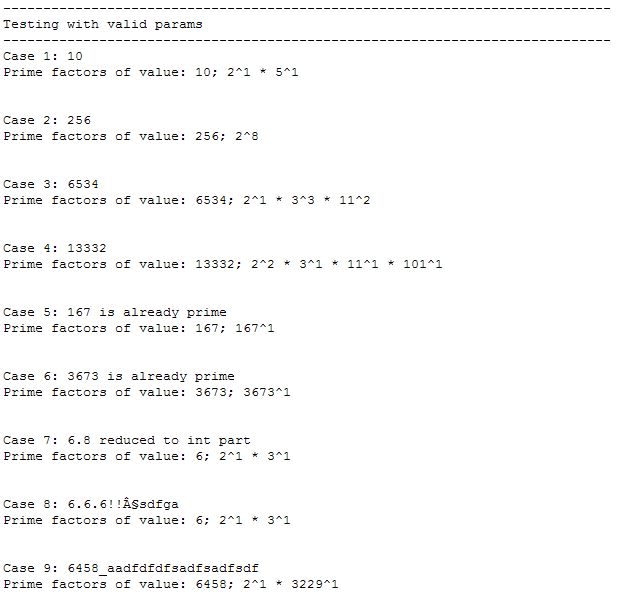 ----------------------------------------------------------------------------
Testing with valid params
----------------------------------------------------------------------------
Case 1: 10
Prime factors of value: 10; 2^1 * 5^1
Case 2: 256
Prime factors of value: 256; 2^8
Case 3: 6534
Prime factors of value: 6534; 2^1 * 3^3 * 11^2
Case 4: 13332
Prime factors of value: 13332; 2^2 * 3^1 * 11^1 * 101^1
Case 5: 167 is already prime
Prime factors of value: 167; 167^1
Case 6: 3673 is already prime
Prime factors of value: 3673; 3673^1
Case 7: 6.8 reduced to int part
Prime factors of value: 6; 2^1 * 3^1
Case 8: 6.6.6!!Â§sdfga
Prime factors of value: 6; 2^1 * 3^1
Case 9: 6458_aadfdfdfsadfsadfsdf
Prime factors of value: 6458; 2^1 * 3229^1